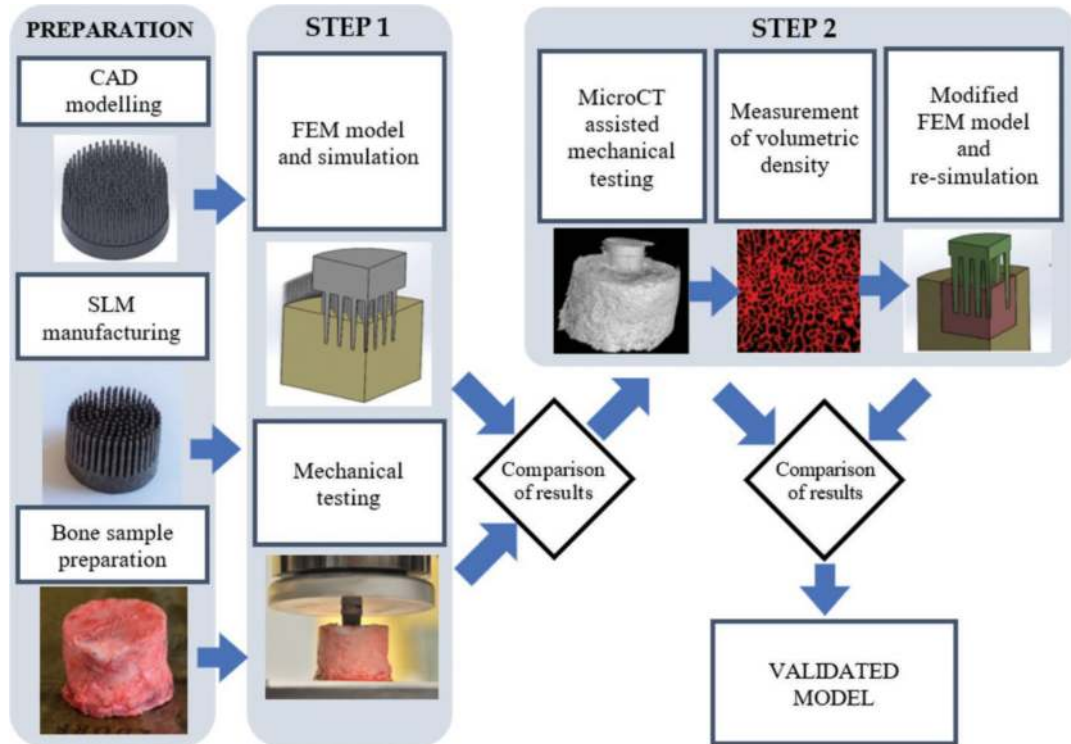 PREPARATION
CAD
modelling
SLM
manufacturing
Bone sample
preparation
STEP 1
FEM model
and simulation
Mechanical
testing
Comparison
of results
STEP 2
MicroCT
assisted
mechanical
testing
Measurement
of volumetric
density
Modified
FEM model
and
re-simulation
Comparison
of results
VALIDATED
MODEL